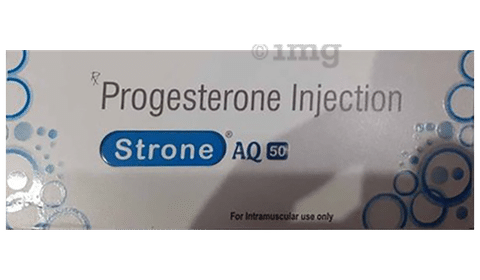 1mg
℞ Progesterone Injection
Strone® AQ 50
For Intramuscular use only